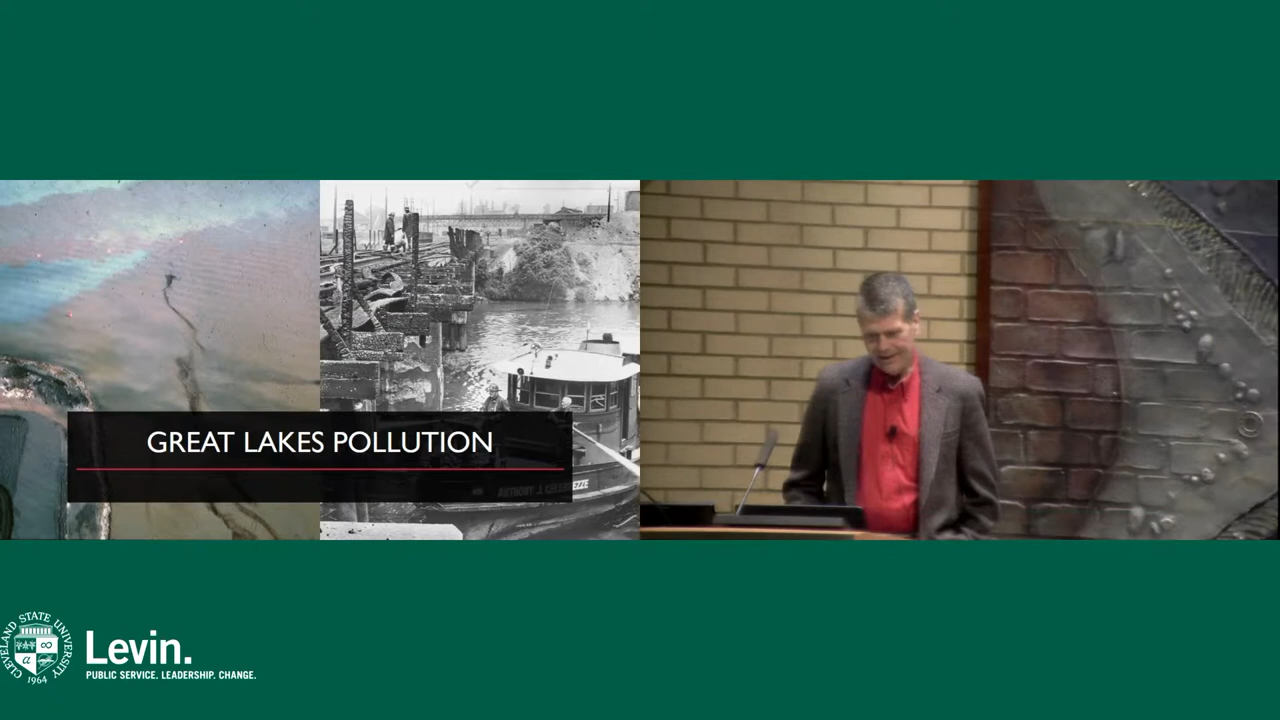 GREAT LAKES POLLUTION
ANTHONY J. CELEBREZZE
CLEVELAND STATE UNIVERSITY
1964
Levin.
PUBLIC SERVICE. LEADERSHIP. CHANGE.